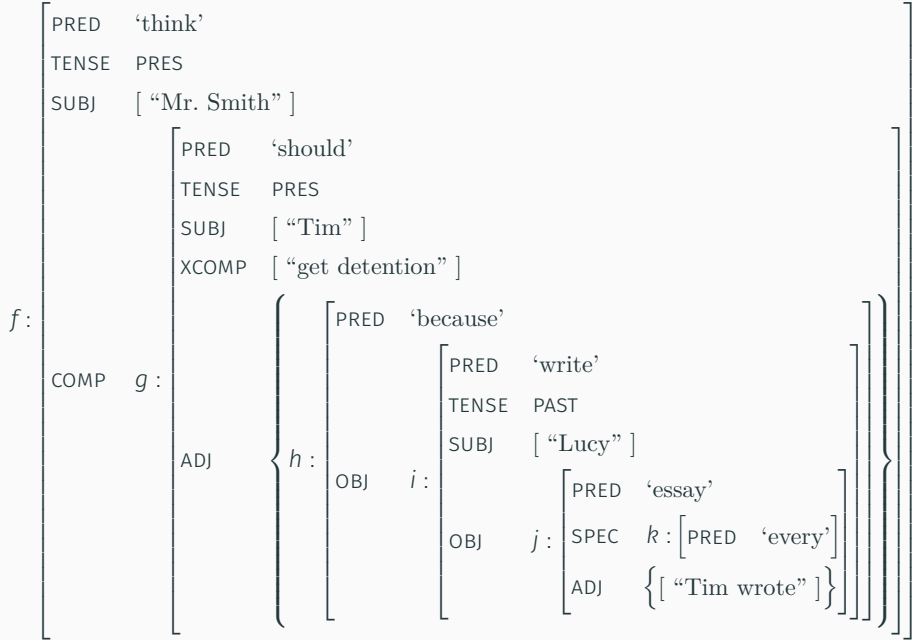 PRED ‘think’
TENSE PRES
SUBJ [ “Mr. Smith” ]
PRED ‘should’
TENSE PRES
SUBJ [ “Tim” ]
XCOMP [ “get detention” ]
f : PRED ‘because’
COMP g : PRED ‘write’
TENSE PAST
SUBJ [ “Lucy” ]
ADJ { h : OBJ i : PRED ‘essay’
OBJ j : SPEC k : [ PRED ‘every’ ]
ADJ { [ “Tim wrote” ] }